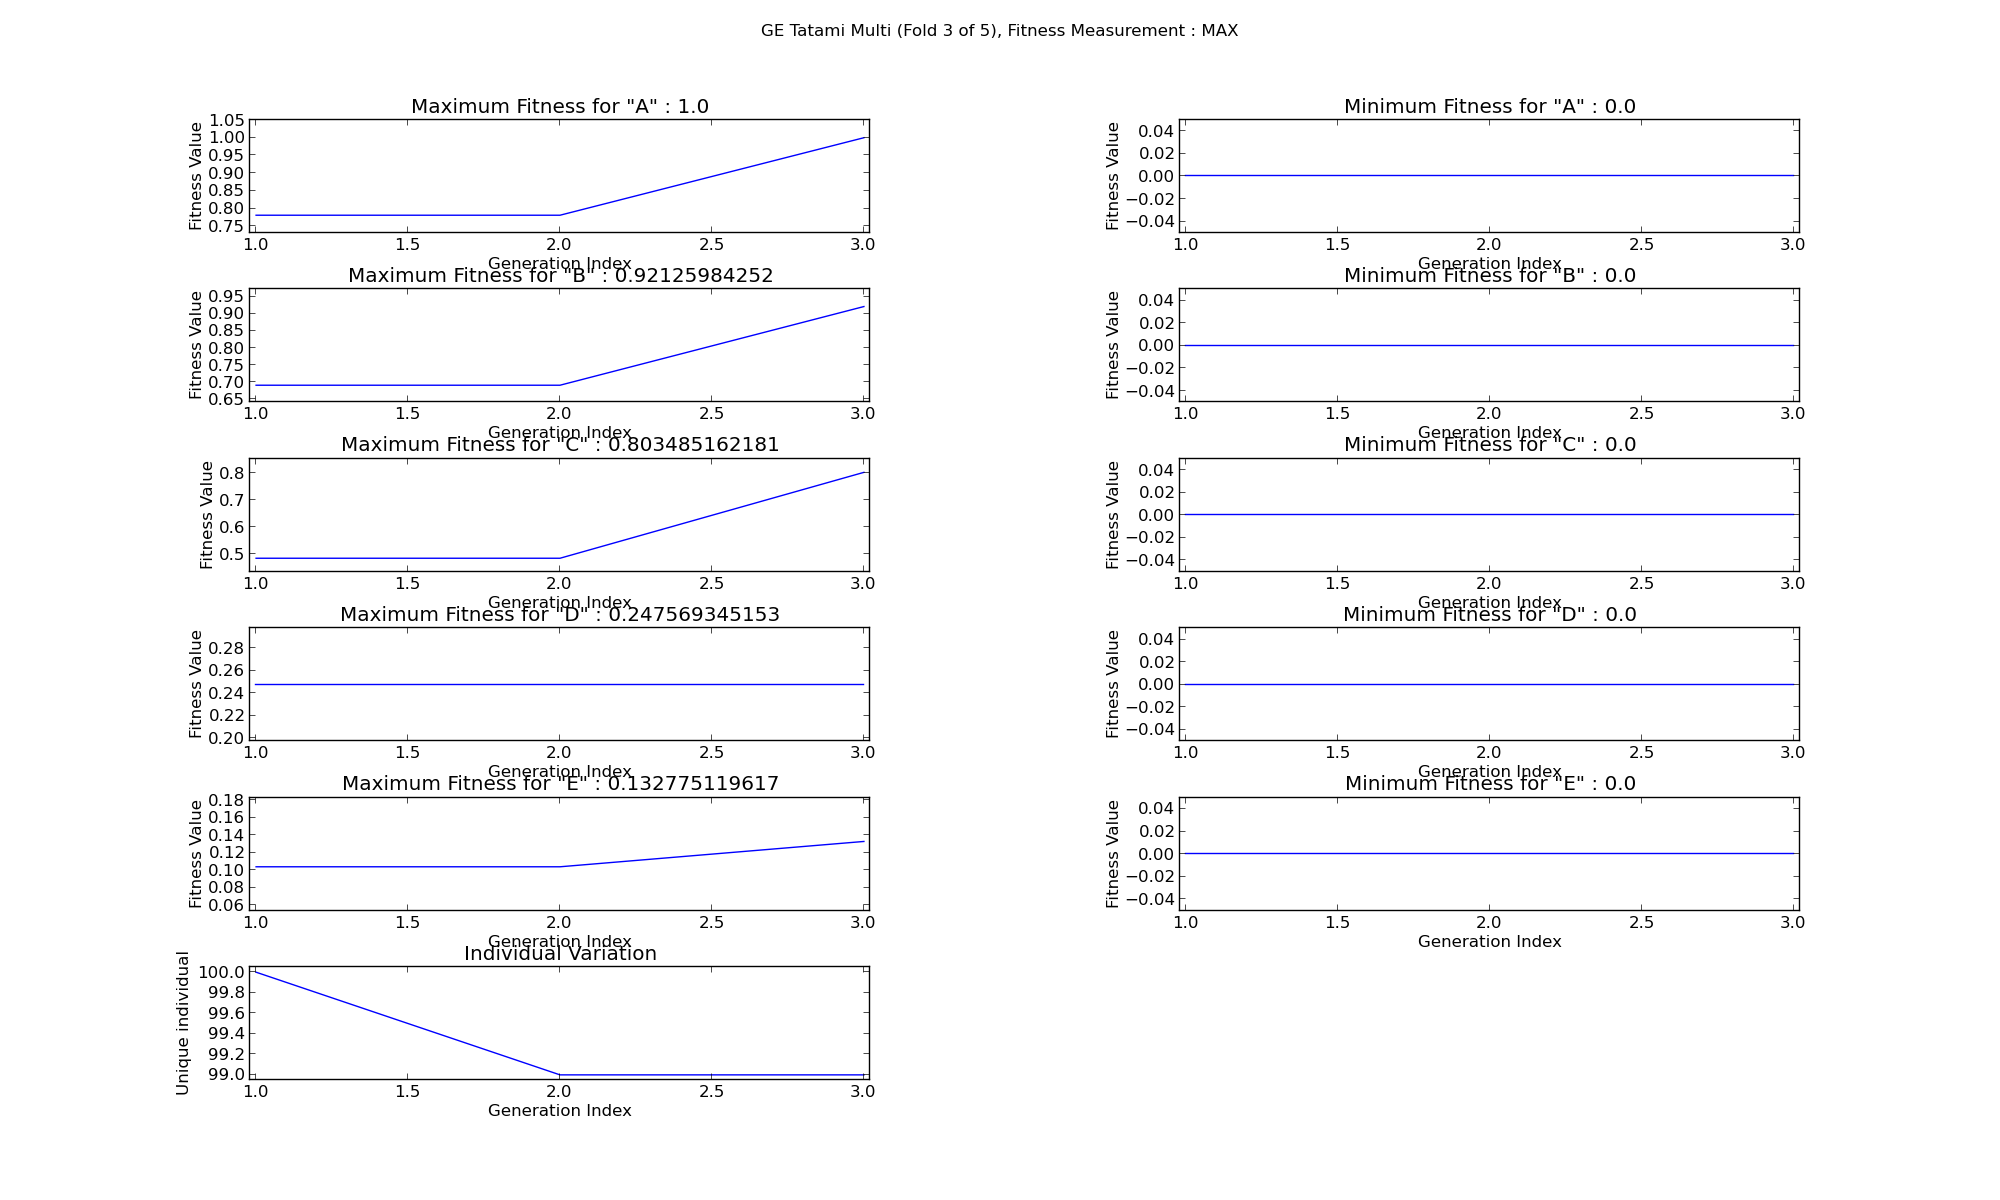 GE Tatami Multi (Fold 3 of 5), Fitness Measurement : MAX
Maximum Fitness for "A" : 1.0
Fitness Value
1.05
1.00
0.95
0.90
0.85
0.80
0.75
1.0 1.5 2.0 2.5 3.0
Generation Index
Minimum Fitness for "A" : 0.0
Fitness Value
0.04
0.02
0.00
−0.02
−0.04
1.0 1.5 2.0 2.5 3.0
Generation Index
Maximum Fitness for "B" : 0.92125984252
Fitness Value
0.95
0.90
0.85
0.80
0.75
0.70
0.65
1.0 1.5 2.0 2.5 3.0
Generation Index
Minimum Fitness for "B" : 0.0
Fitness Value
0.04
0.02
0.00
−0.02
−0.04
1.0 1.5 2.0 2.5 3.0
Generation Index
Maximum Fitness for "C" : 0.803485162181
Fitness Value
0.8
0.7
0.6
0.5
1.0 1.5 2.0 2.5 3.0
Generation Index
Minimum Fitness for "C" : 0.0
Fitness Value
0.04
0.02
0.00
−0.02
−0.04
1.0 1.5 2.0 2.5 3.0
Generation Index
Maximum Fitness for "D" : 0.247569345153
Fitness Value
0.28
0.26
0.24
0.22
0.20
1.0 1.5 2.0 2.5 3.0
Generation Index
Minimum Fitness for "D" : 0.0
Fitness Value
0.04
0.02
0.00
−0.02
−0.04
1.0 1.5 2.0 2.5 3.0
Generation Index
Maximum Fitness for "E" : 0.132775119617
Fitness Value
0.18
0.16
0.14
0.12
0.10
0.08
0.06
1.0 1.5 2.0 2.5 3.0
Generation Index
Minimum Fitness for "E" : 0.0
Fitness Value
0.04
0.02
0.00
−0.02
−0.04
1.0 1.5 2.0 2.5 3.0
Generation Index
Individual Variation
Unique individual
100.0
99.8
99.6
99.4
99.2
99.0
1.0 1.5 2.0 2.5 3.0
Generation Index